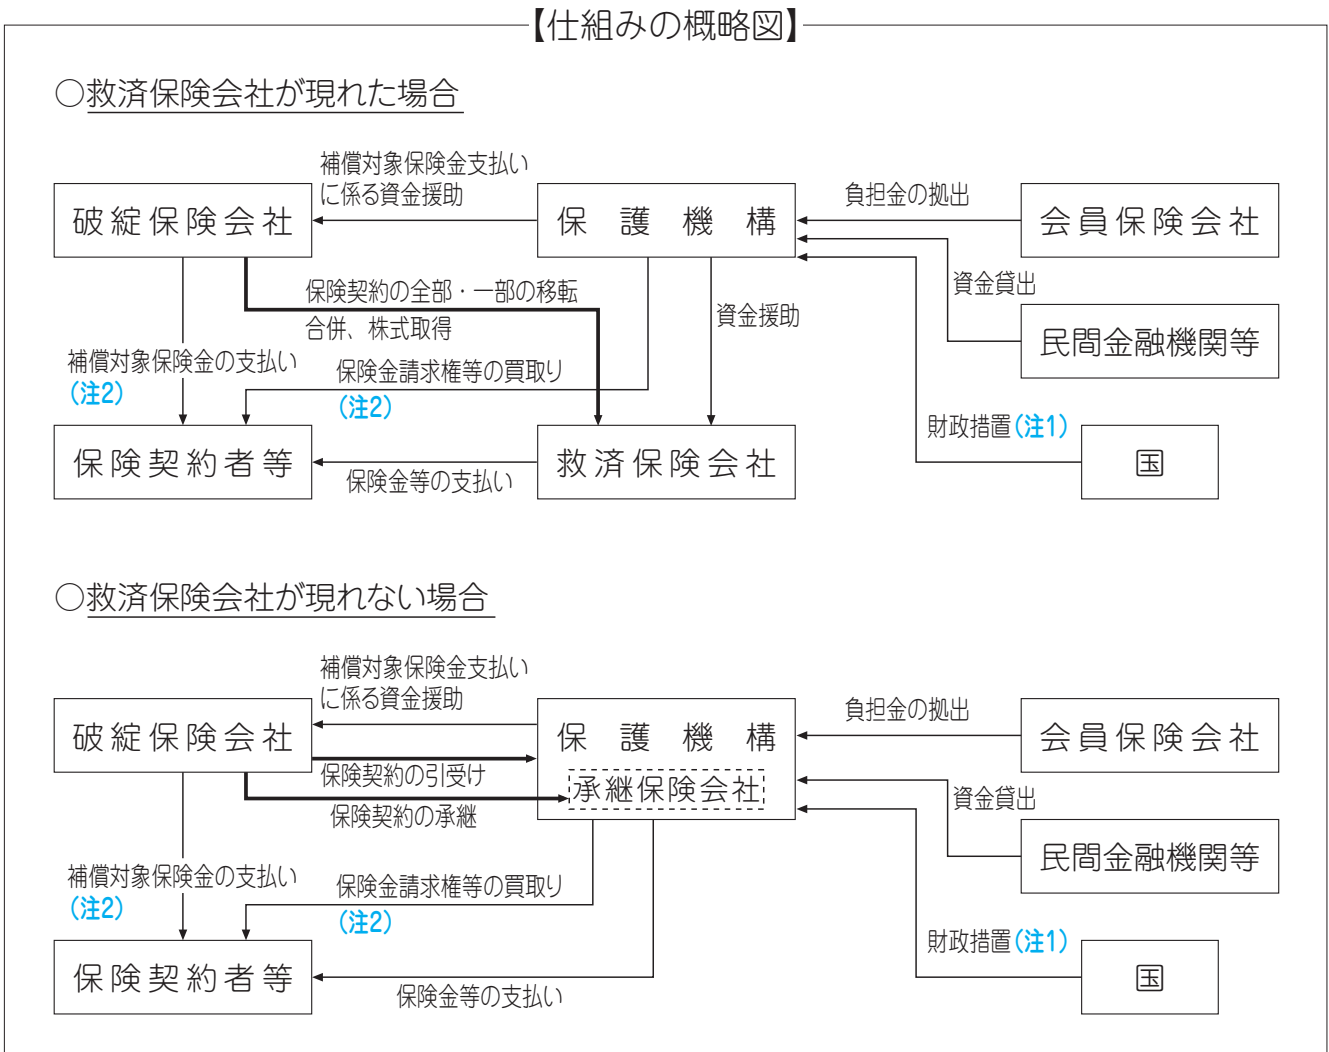 【仕組みの概略図】
○救済保険会社が現れた場合
補償対象保険金支払い
に係る資金援助
破綻保険会社
保護機構
負担金の拠出
会員保険会社
保険契約の全部・一部の移転
合併、株式取得
資金援助
資金貸出
民間金融機関等
補償対象保険金の支払い
(注2)
保険金請求権等の買取り
(注2)
財政措置(注1)
保険契約者等
保険金等の支払い
救済保険会社
国
○救済保険会社が現れない場合
補償対象保険金支払い
に係る資金援助
破綻保険会社
保護機構
負担金の拠出
会員保険会社
保険契約の引受け
承継保険会社
保険契約の承継
資金貸出
民間金融機関等
補償対象保険金の支払い
(注2)
保険金請求権等の買取り
(注2)
財政措置(注1)
保険契約者等
保険金等の支払い
国